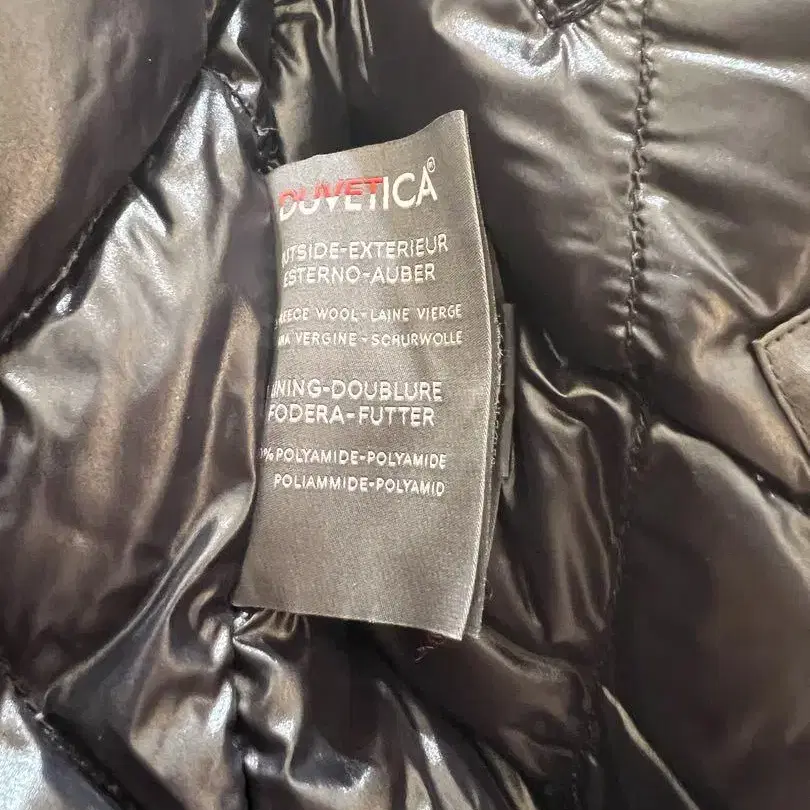 DUVETICA®
OUTSIDE-EXTERIEUR
ESTERNO-AUBER
FLEECE WOOL-LAINE VIERGE
LANA VERGINE-SCHURWOLLE
LINING-DOUBLURE
FODERA-FUTTER
POLYAMIDE-POLYAMIDE
POLIAMMIDE-POLYAMID